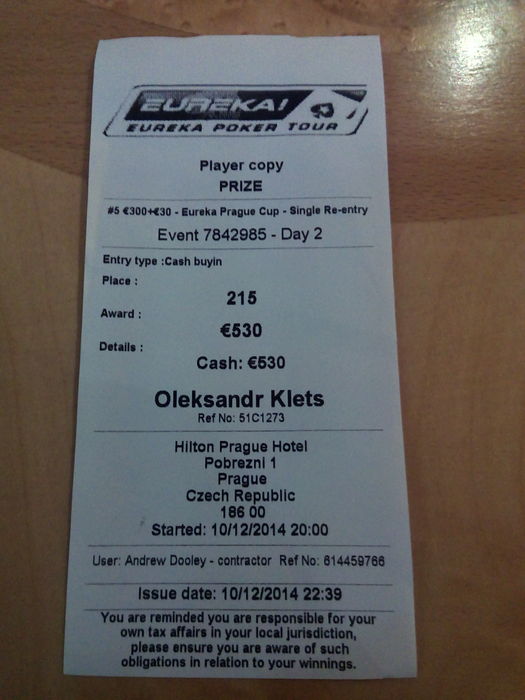 EUREKA!
EUREKA POKER TOUR
Player copy
PRIZE
#5 €300+€30 - Eureka Prague Cup - Single Re-entry
Event 7842985 - Day 2
Entry type :Cash buyin
Place :
215
Award :
€530
Details :
Cash: €530
Oleksandr Klets
Ref No: 51C1273
Hilton Prague Hotel
Pobrezni 1
Prague
Czech Republic
186 00
Started: 10/12/2014 20:00
User: Andrew Dooley - contractor Ref No: 614459766
Issue date: 10/12/2014 22:39
You are reminded you are responsible for your
own tax affairs in your local jurisdiction,
please ensure you are aware of such
obligations in relation to your winnings.